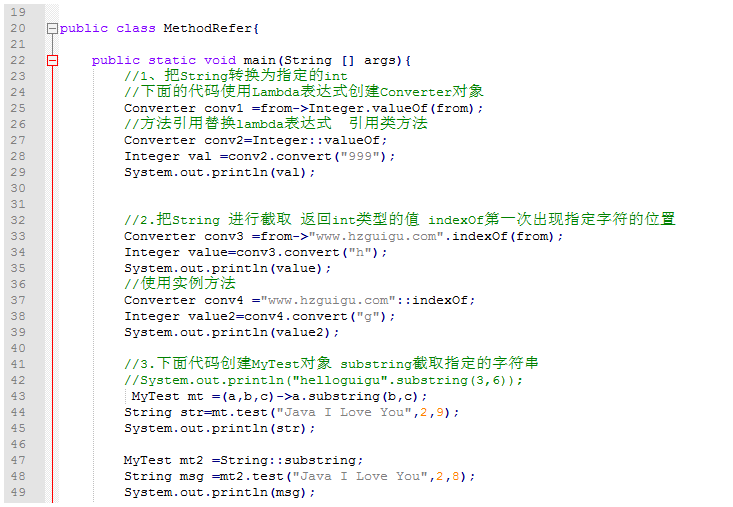 19
20 public class MethodRefer{
21
22 public static void main(String [] args){
23 //1、把String转换为指定的int
24 //下面的代码使用Lambda表达式创建Converter对象
25 Converter conv1 =from->Integer.valueOf(from);
26 //方法引用替换lambda表达式  引用类方法
27 Converter conv2=Integer::valueOf;
28 Integer val =conv2.convert("999");
29 System.out.println(val);
30
31
32 //2.把String 进行截取 返回int类型的值 indexOf第一次出现指定字符的位置
33 Converter conv3 =from->"www.hzguigu.com".indexOf(from);
34 Integer value=conv3.convert("h");
35 System.out.println(value);
36 //使用实例方法
37 Converter conv4 ="www.hzguigu.com"::indexOf;
38 Integer value2=conv4.convert("g");
39 System.out.println(value2);
40
41 //3.下面代码创建MyTest对象 substring截取指定的字符串
42 //System.out.println("helloguigu".substring(3,6));
43 MyTest mt =(a,b,c)->a.substring(b,c);
44 String str=mt.test("Java I Love You",2,9);
45 System.out.println(str);
46
47 MyTest mt2 =String::substring;
48 String msg =mt2.test("Java I Love You",2,8);
49 System.out.println(msg);